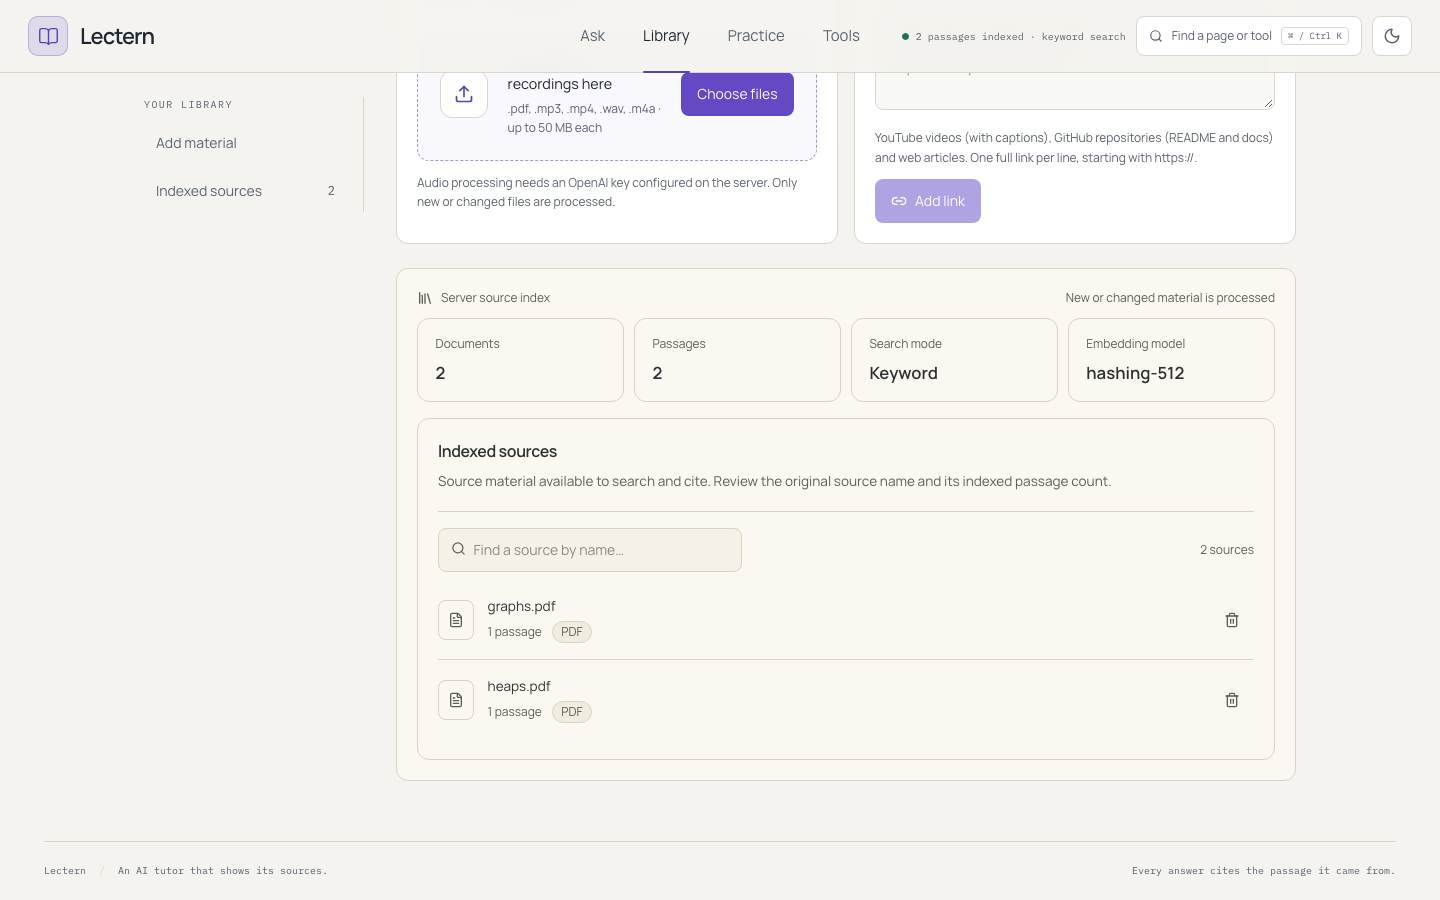 Lectern
Ask
Library
Practice
Tools
2 passages indexed · keyword search
Find a page or tool
⌘ / Ctrl K
YOUR LIBRARY
Add material
Indexed sources
2
recordings here
.pdf, .mp3, .mp4, .wav, .m4a ·
up to 50 MB each
Choose files
Audio processing needs an OpenAI key configured on the server. Only
new or changed files are processed.
YouTube videos (with captions), GitHub repositories (README and docs)
and web articles. One full link per line, starting with https://.
Add link
Server source index
New or changed material is processed
Documents
2
Passages
2
Search mode
Keyword
Embedding model
hashing-512
Indexed sources
Source material available to search and cite. Review the original source name and its indexed passage count.
Find a source by name…
2 sources
graphs.pdf
1 passage
PDF
heaps.pdf
1 passage
PDF
Lectern / An AI tutor that shows its sources.
Every answer cites the passage it came from.